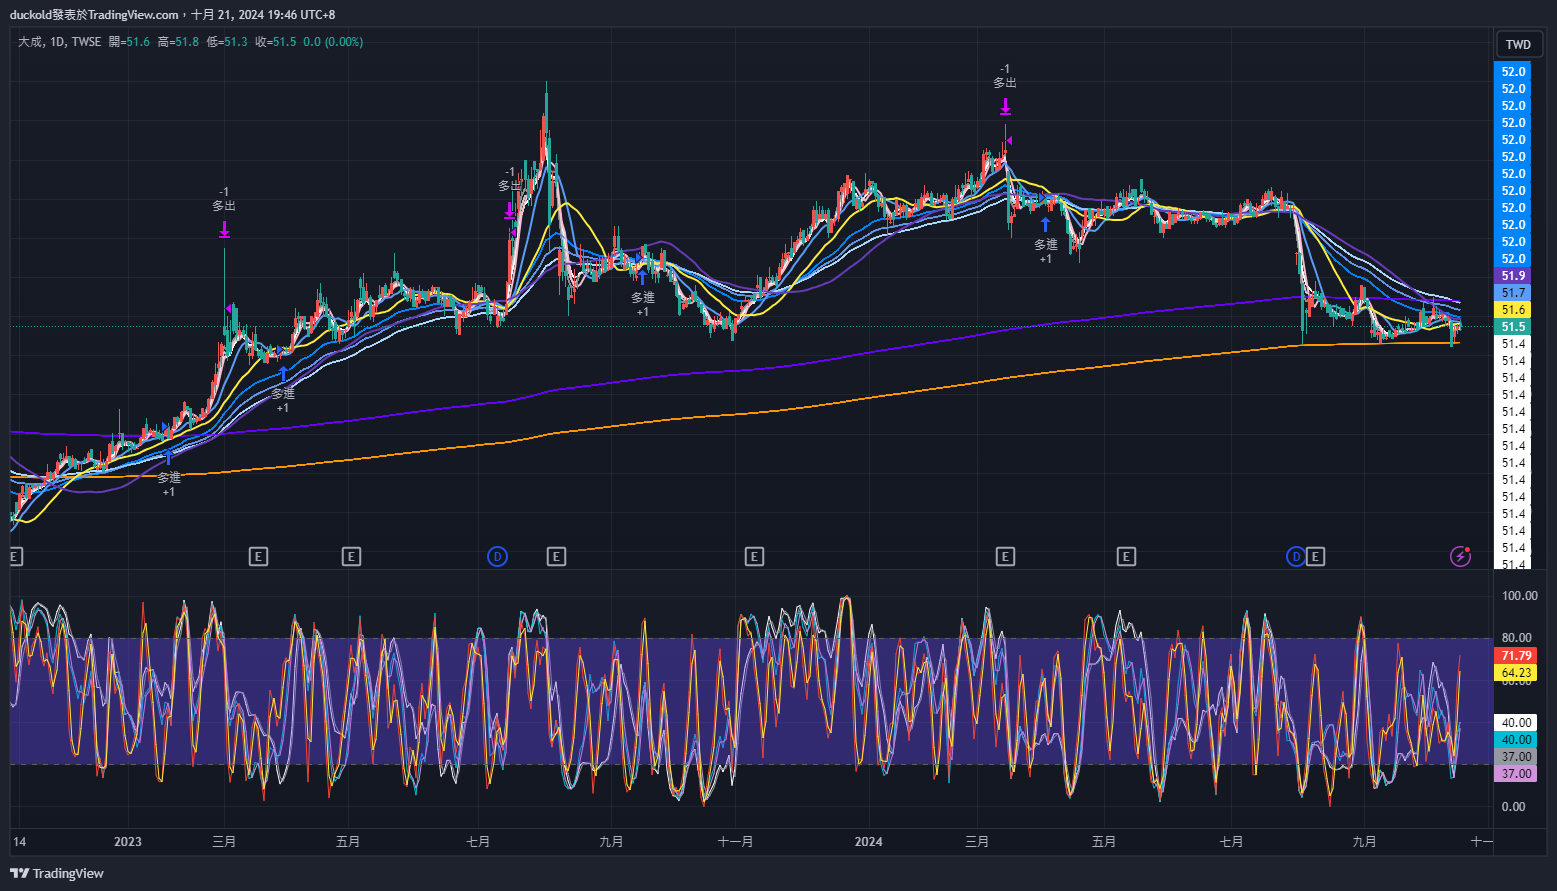 duckold發表於TradingView.com，十月 21, 2024 19:46 UTC+8
大成, 1D, TWSE 開=51.6 高=51.8 低=51.3 收=51.5 0.0 (0.00%)
TWD
-1
多出
-1
多出
-1
多出
多進
+1
多進
+1
多進
+1
多進
+1
52.0
52.0
52.0
52.0
52.0
52.0
52.0
52.0
52.0
52.0
52.0
52.0
51.9
51.7
51.6
51.5
51.4
51.4
51.4
51.4
51.4
51.4
51.4
51.4
51.4
51.4
51.4
51.4
51.4
51.4
E
E
E
D
E
E
E
E
D
E
100.00
80.00
71.79
64.23
60.00
40.00
40.00
37.00
37.00
0.00
14
2023
三月
五月
七月
九月
十一月
2024
三月
五月
七月
九月
十一
TradingView